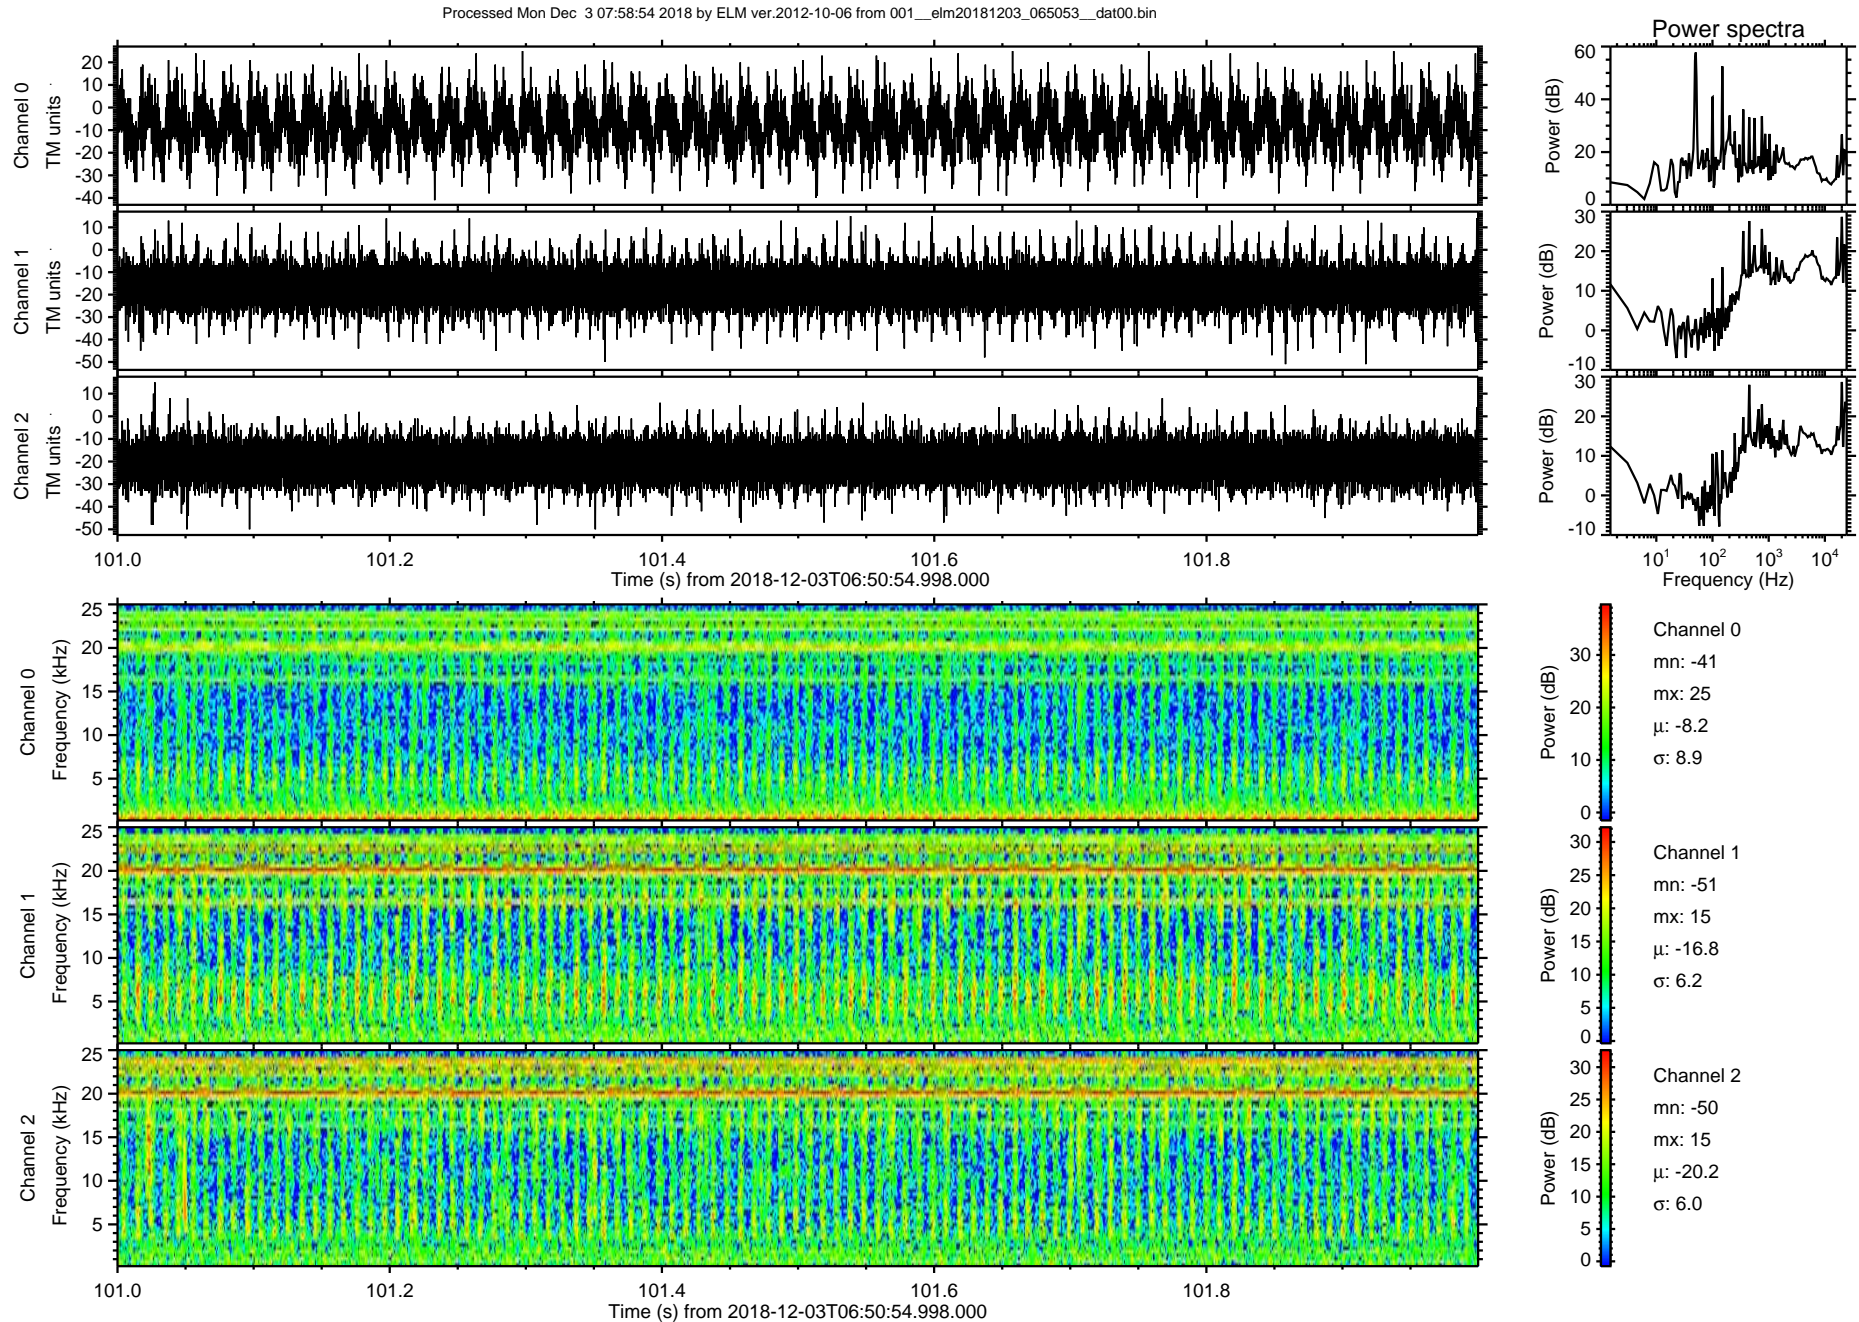 Processed Mon Dec 3 07:58:54 2018 by ELM ver.2012-10-06 from 001__elm20181203_065053__dat00.bin
Power spectra
Channel 0
TM units
20
10
0
-10
-20
-30
-40
Power (dB)
60
40
20
0
Channel 1
TM units
10
0
-10
-20
-30
-40
-50
Power (dB)
30
20
10
0
-10
Channel 2
TM units
10
0
-10
-20
-30
-40
-50
Power (dB)
30
20
10
0
-10
101.0 101.2 101.4 101.6 101.8
Time (s) from 2018-12-03T06:50:54.998.000
10¹ 10² 10³ 10⁴
Frequency (Hz)
Channel 0
Frequency (kHz)
25
20
15
10
5
Power (dB)
30
20
10
0
Channel 0
mn: -41
mx: 25
μ: -8.2
σ: 8.9
Channel 1
Frequency (kHz)
25
20
15
10
5
Power (dB)
30
25
20
15
10
5
0
Channel 1
mn: -51
mx: 15
μ: -16.8
σ: 6.2
Channel 2
Frequency (kHz)
25
20
15
10
5
Power (dB)
30
25
20
15
10
5
0
Channel 2
mn: -50
mx: 15
μ: -20.2
σ: 6.0
101.0 101.2 101.4 101.6 101.8
Time (s) from 2018-12-03T06:50:54.998.000